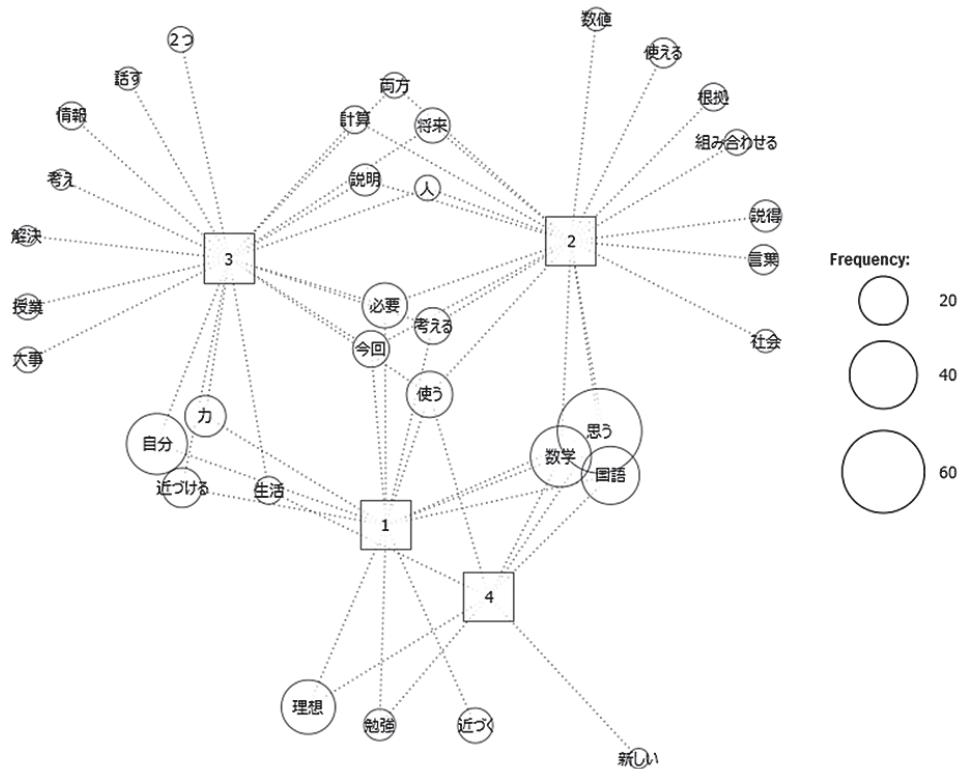 数値
2つ
使える
話す
両方
根拠
情報
計算
将来
組み合わせる
考え
説明
人
説得
解決
3
2
言葉
Frequency:
授業
必要
20
考える
社会
大事
今回
40
使う
力
思う
自分
数学
国語
60
近づける
生活
1
4
理想
勉強
近づく
新しい